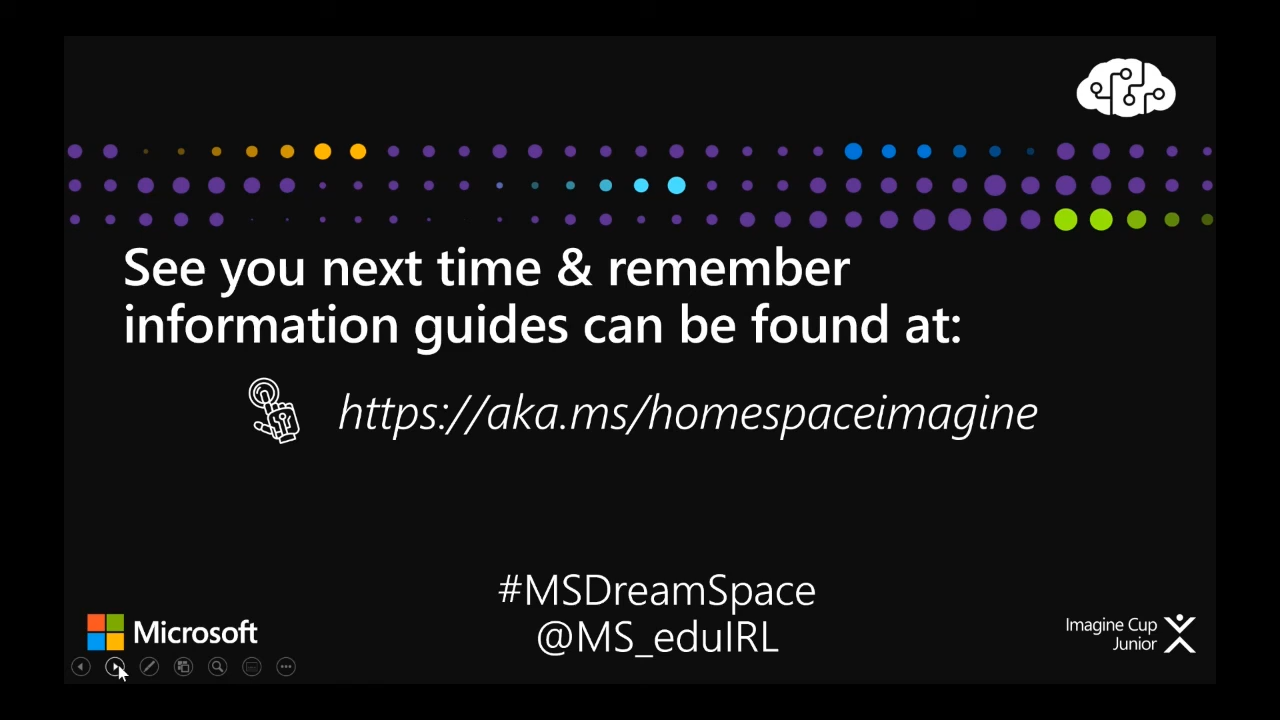 See you next time & remember
information guides can be found at:
https://aka.ms/homespaceimagine
#MSDreamSpace
@MS_eduIRL
Microsoft
Imagine Cup
Junior